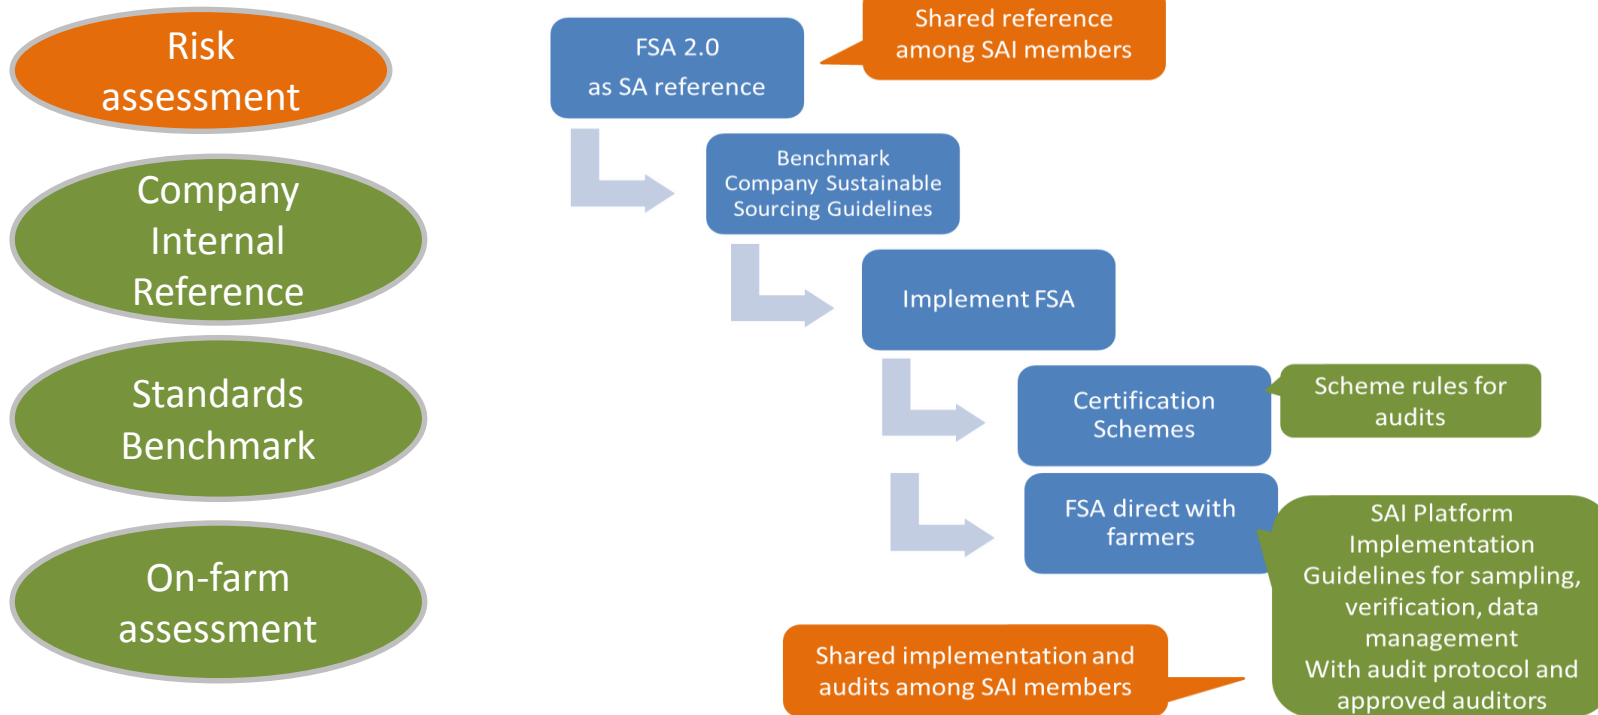 Risk
assessment
Company
Internal
Reference
Standards
Benchmark
On-farm
assessment
FSA 2.0
as SA reference
Shared reference
among SAI members
Benchmark
Company Sustainable
Sourcing Guidelines
Implement FSA
Certification
Schemes
Scheme rules for
audits
FSA direct with
farmers
SAI Platform
Implementation
Guidelines for sampling,
verification, data
management
With audit protocol and
approved auditors
Shared implementation and
audits among SAI members